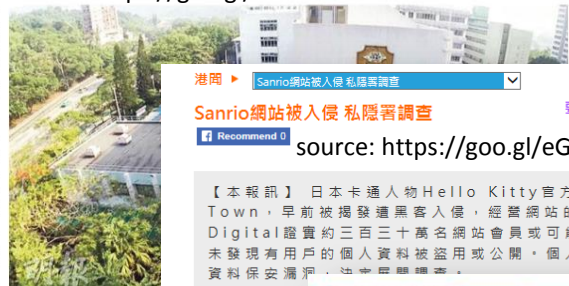 港聞 ▶ Sanrio網站被入侵 私隱署調查
Sanrio網站被入侵 私隱署調查
Recommend 0
source: https://goo.gl/eG
【本報訊】 日本卡通人物Hello Kitty官方
Town，早前被揭發遭黑客入侵，經營網站的
Digital證實約三百三十萬名網站會員或可能
未發現有用戶的個人資料被盜用或公開。個人
資料保安漏洞，決定展開調查。
明報